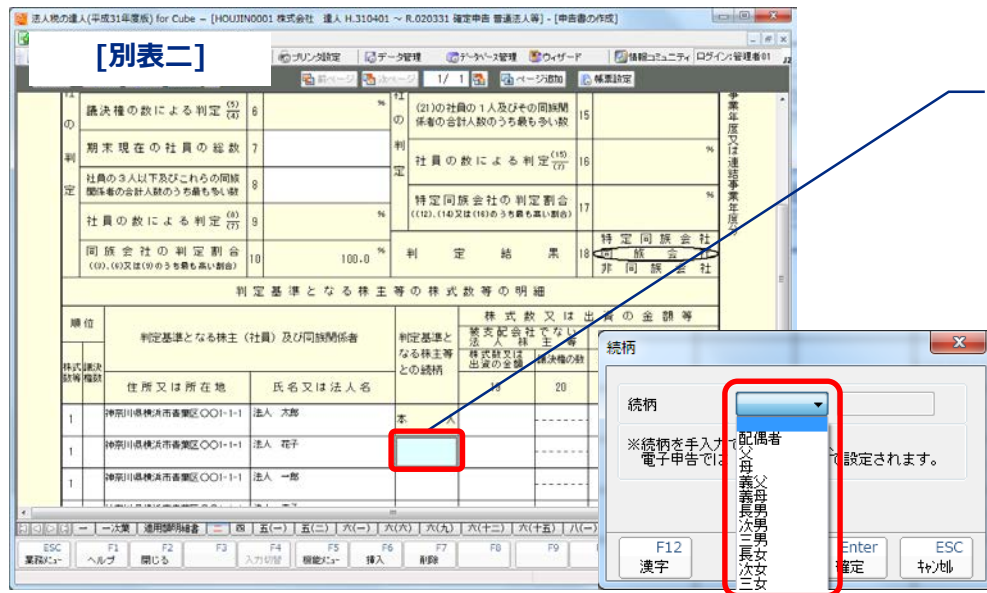 法人税の達人(平成31年度版) for Cube － [HOUJIN0001 株式会社 達人 H.310401 ～ R.020331 確定申告 普通法人等] - [申告書の作成]
[別表二]
プリンタ設定 データ管理 データベース管理 ウィザード 情報コミュニティ ログイン:管理者01
前ページ 次ページ 1/ 1 ページ追加 帳票設定
議決権の数による判定 (5)/(4) 6 %
期末現在の社員の総数 7
社員の3人以下及びこれらの同族
関係者の合計人数のうち最も多い数 8
社員の数による判定 (8)/(7) 9 %
同族会社の判定割合
((3)、(6)又は(9)のうち最も高い割合) 10 100.0 %
の判定
(21)の社員の1人及びその同族関
係者の合計人数のうち最も多い数 15
社員の数による判定 (15)/(7) 16 %
特定同族会社の判定割合
((12)、(14)又は(16)のうち最も高い割合) 17 %
判定結果 18
特定同族会社
同族会社
非同族会社
事業年度又は連結事業年度分
判定基準となる株主等の株式数等の明細
順位
株式数等 議決権数
判定基準となる株主(社員)及び同族関係者
住所又は所在地 氏名又は法人名
判定基準と
なる株主等
との続柄
株式数又は出資の金額等
被支配会社でない
法人株主等
株式数又は
出資の金額 議決権の数
19 20
1 神奈川県横浜市青葉区〇〇1-1-1 法人 太郎 本人
1 神奈川県横浜市青葉区〇〇1-1-1 法人 花子
1 神奈川県横浜市青葉区〇〇1-1-1 法人 一郎
一 一次葉 適用額明細書 二 四 五(一) 五(二) 六(一) 六(六) 六(九) 六(十二) 六(十五) 八(一)
ESC F1 F2 F3 F4 F5 F6 F7 F8 F9
業務メニュー ヘルプ 閉じる 入力切替 機能メニュー 挿入 削除
続柄
続柄
※続柄を手入力で
電子申告では
で設定されます。
配偶者
父
母
義父
義母
長男
次男
三男
長女
次女
三女
F12 Enter ESC
漢字 確定 キャンセル